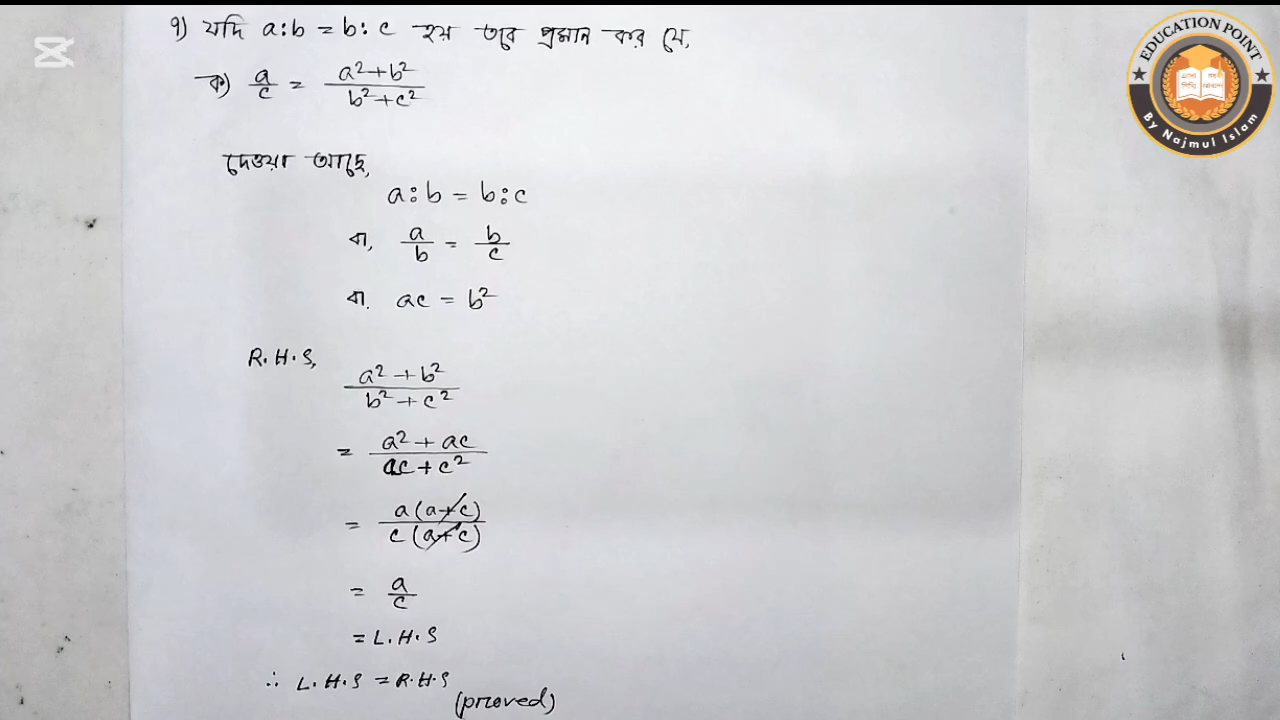 ৭) যদি a:b = b:c হয় তবে প্রমান কর যে,
ক) a/c = (a²+b²)/(b²+c²)
দেওয়া আছে,
a:b = b:c
বা, a/b = b/c
বা. ac = b²
R.H.S,
(a²+b²)/(b²+c²)
= (a²+ac)/(ac+c²)
= a(a+c)/c(a+c)
= a/c
= L.H.S
∴ L.H.S = R.H.S
(proved)
EDUCATION POINT
By Najmul Islam